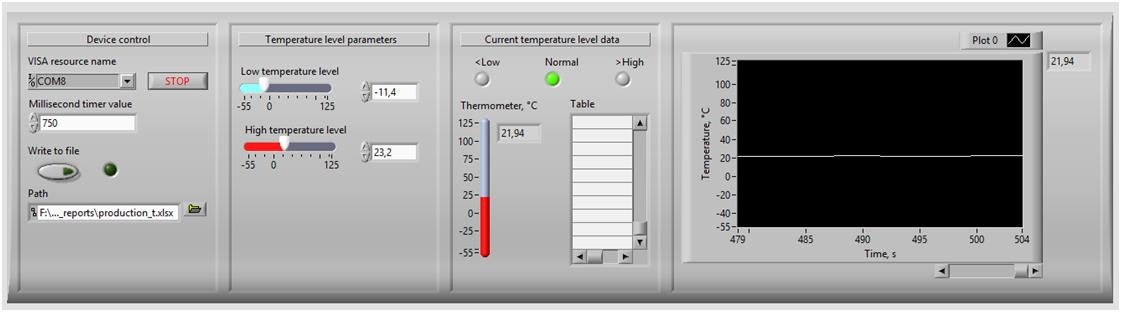 Device control
VISA resource name
COM8
STOP
Millisecond timer value
750
Write to file
Path
F:\..._reports\production_t.xlsx
Temperature level parameters
Low temperature level
-55 0 125
-11,4
High temperature level
-55 0 125
23,2
Current temperature level data
<Low Normal >High
Thermometer, °C
21,94
125-
100-
75-
50-
25-
0-
-25-
-55-
Table
Plot 0
21,94
Temperature, °C
125-
100-
80-
60-
40-
20-
0-
-20-
-40-
-55-
479 485 490 495 500 504
Time, s